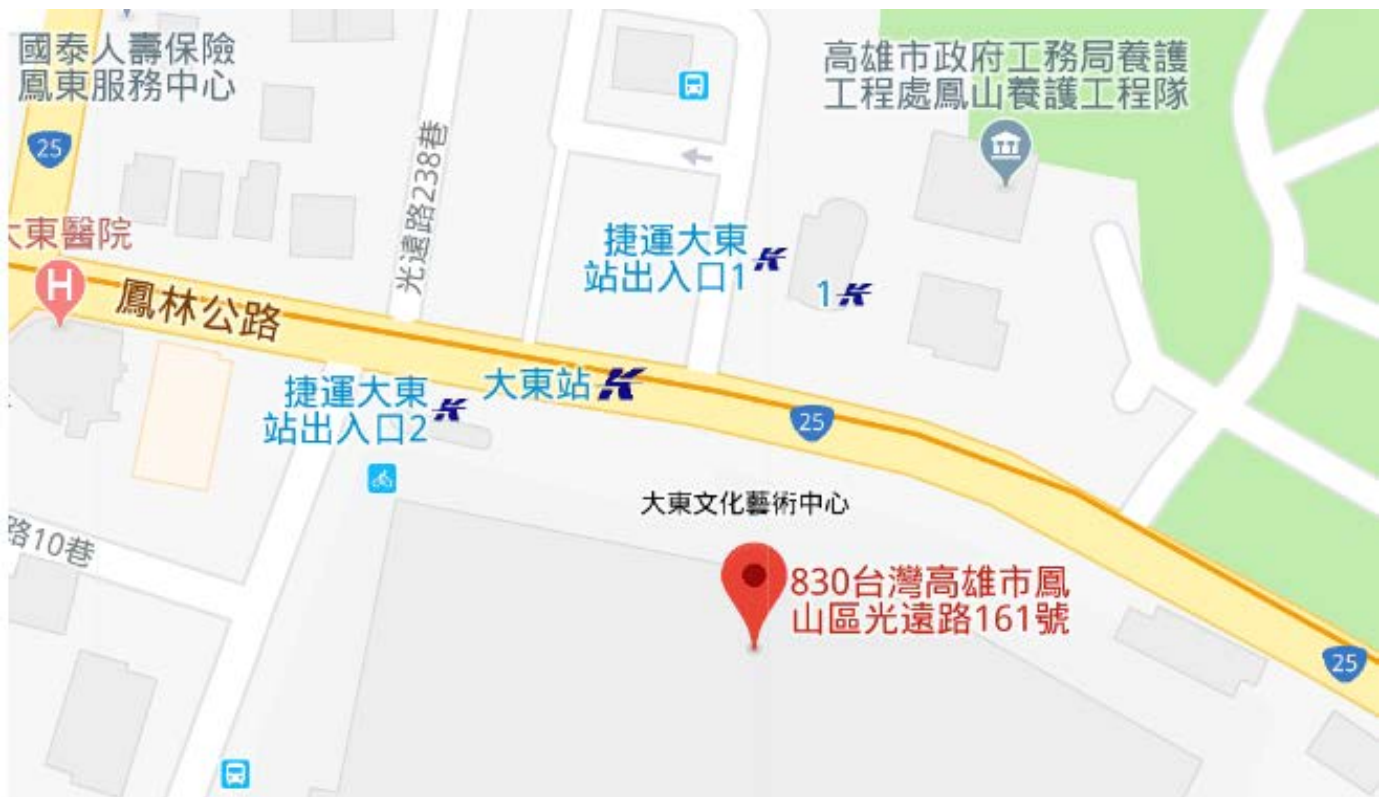 國泰人壽保險
鳳東服務中心
25
高雄市政府工務局養護
工程處鳳山養護工程隊
光遠路238巷
大東醫院
H
鳳林公路
捷運大東
站出入口1
1
捷運大東
站出入口2
大東站
25
大東文化藝術中心
830台灣高雄市鳳
山區光遠路161號
路10巷
25